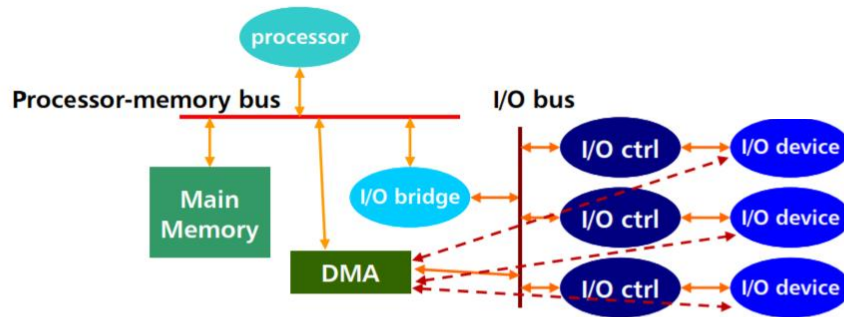 processor
Processor-memory bus
I/O bus
I/O ctrl
I/O device
Main
Memory
I/O bridge
I/O ctrl
I/O device
DMA
I/O ctrl
I/O device